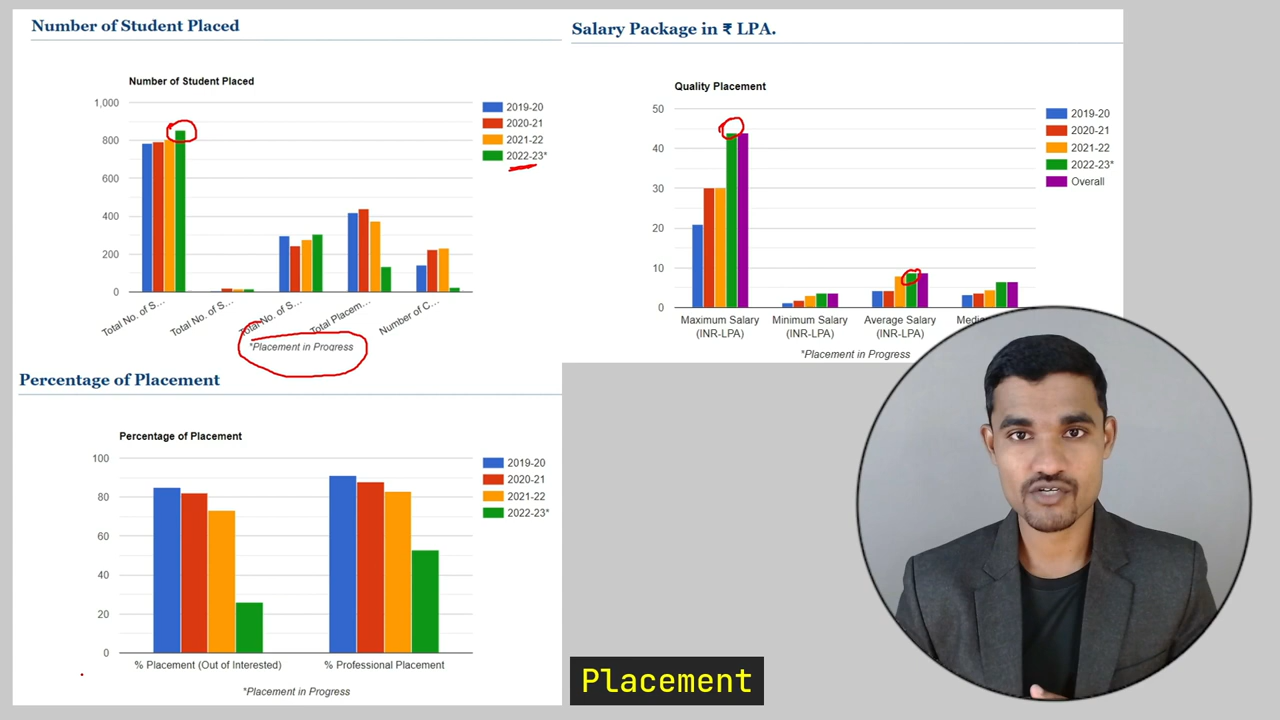 Number of Student Placed
Number of Student Placed
1,000
800
600
400
200
0
2019-20
2020-21
2021-22
2022-23*
Total No. of S...
Total No. of S...
Total No. of S...
Total Placem...
Number of C...
*Placement in Progress
Salary Package in ₹ LPA.
Quality Placement
50
40
30
20
10
0
2019-20
2020-21
2021-22
2022-23*
Overall
Maximum Salary
(INR-LPA)
Minimum Salary
(INR-LPA)
Average Salary
(INR-LPA)
*Placement in Progress
Percentage of Placement
Percentage of Placement
100
80
60
40
20
0
2019-20
2020-21
2021-22
2022-23*
% Placement (Out of Interested)
% Professional Placement
*Placement in Progress
Placement